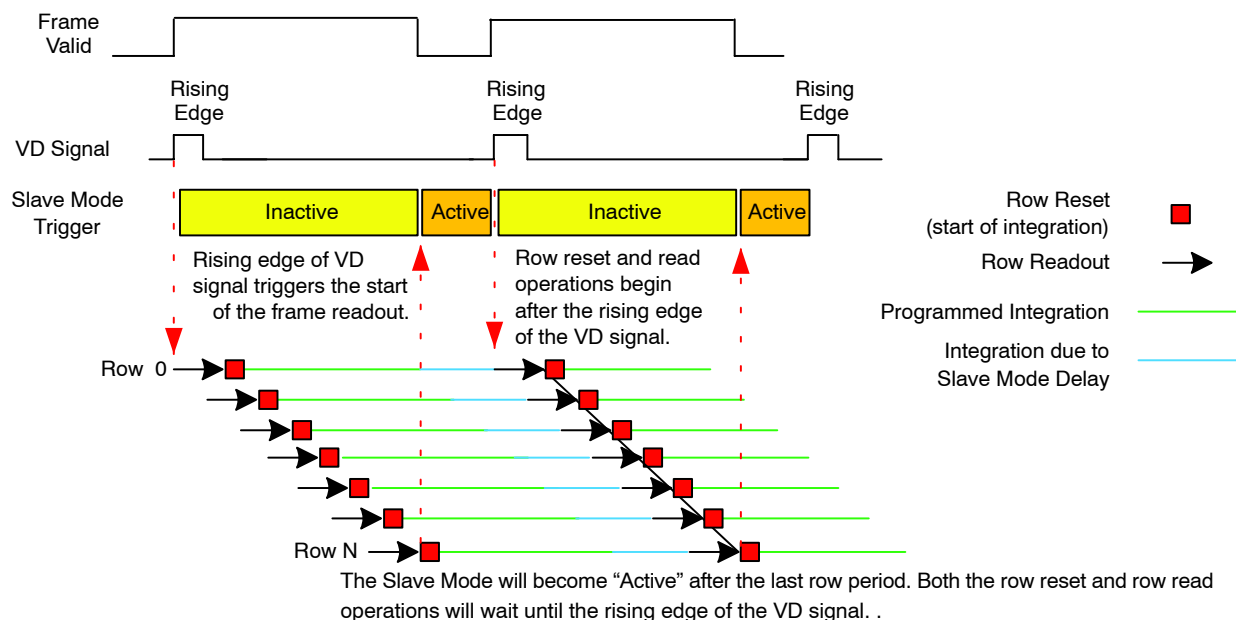 Frame
Valid
Rising
Edge
Rising
Edge
Rising
Edge
VD Signal
Slave Mode
Trigger
Inactive
Active
Inactive
Active
Rising edge of VD
signal triggers the start
of the frame readout.
Row reset and read
operations begin
after the rising edge
of the VD signal.
Row Reset
(start of integration)
Row Readout
Programmed Integration
Integration due to
Slave Mode Delay
Row 0
Row N
The Slave Mode will become “Active” after the last row period. Both the row reset and row read
operations will wait until the rising edge of the VD signal. .